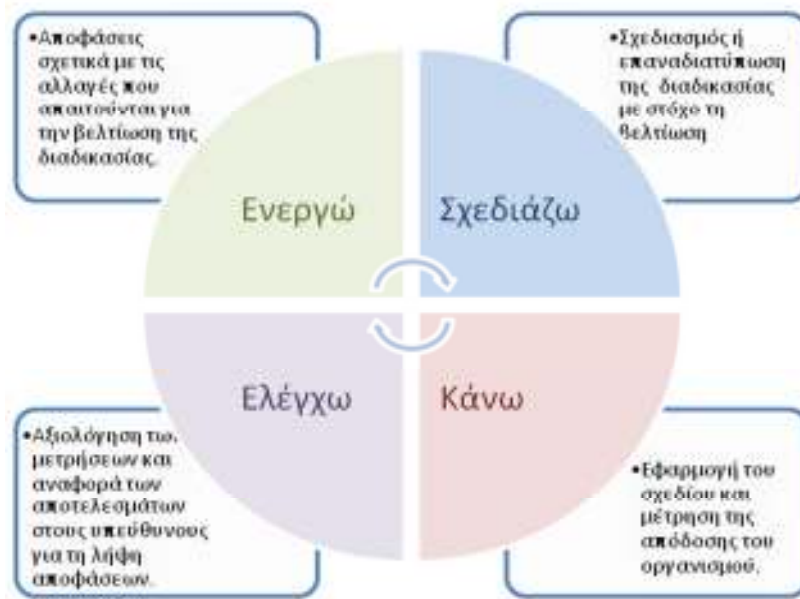 •Αποφάσεις
σχετικά με τις
αλλαγές που
απαιτούνται για
την βελτίωση της
διαδικασίας.
•Σχεδιασμός ή
επαναδιατύπωση
της διαδικασίας
με στόχο τη
βελτίωση
Ενεργώ
Σχεδιάζω
Ελέγχω
Κάνω
•Αξιολόγηση των
μετρήσεων και
αναφορά των
αποτελεσμάτων
στους υπεύθυνους
για τη λήψη
αποφάσεων.
•Εφαρμογή του
σχεδίου και
μέτρηση της
απόδοσης του
οργανισμού.